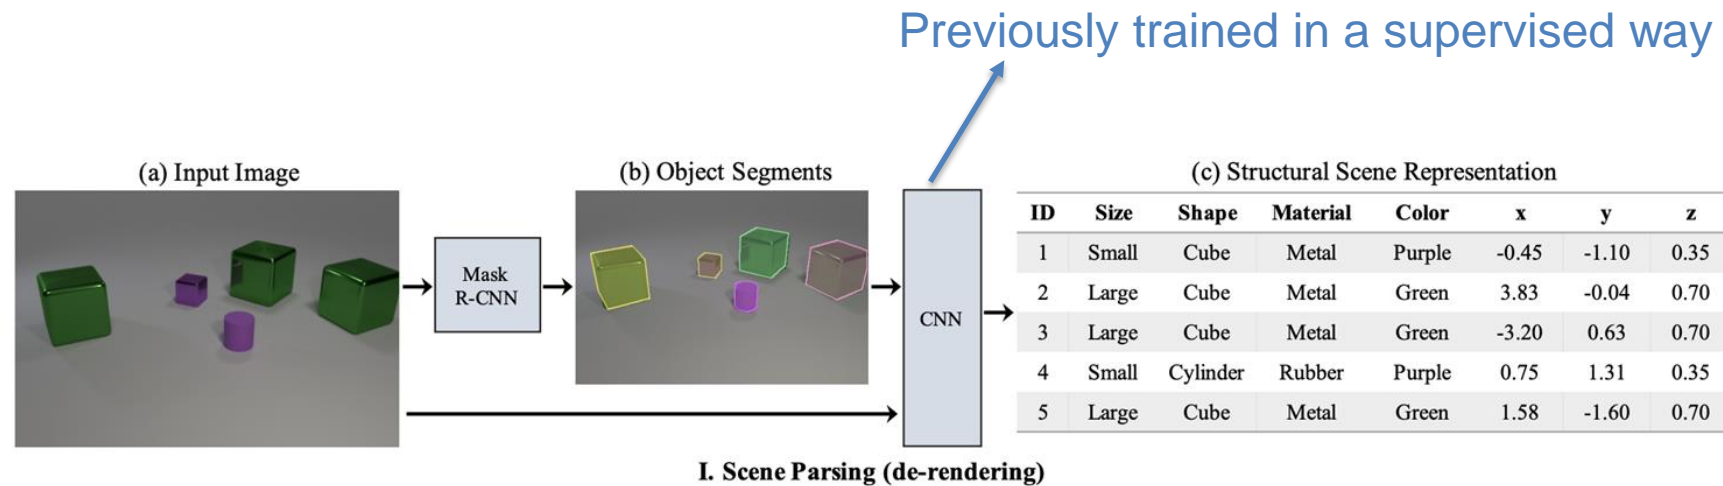 Previously trained in a supervised way
(a) Input Image
(b) Object Segments
(c) Structural Scene Representation
Mask
R-CNN
CNN
ID Size Shape Material Color x y z
1 Small Cube Metal Purple -0.45 -1.10 0.35
2 Large Cube Metal Green 3.83 -0.04 0.70
3 Large Cube Metal Green -3.20 0.63 0.70
4 Small Cylinder Rubber Purple 0.75 1.31 0.35
5 Large Cube Metal Green 1.58 -1.60 0.70
I. Scene Parsing (de-rendering)